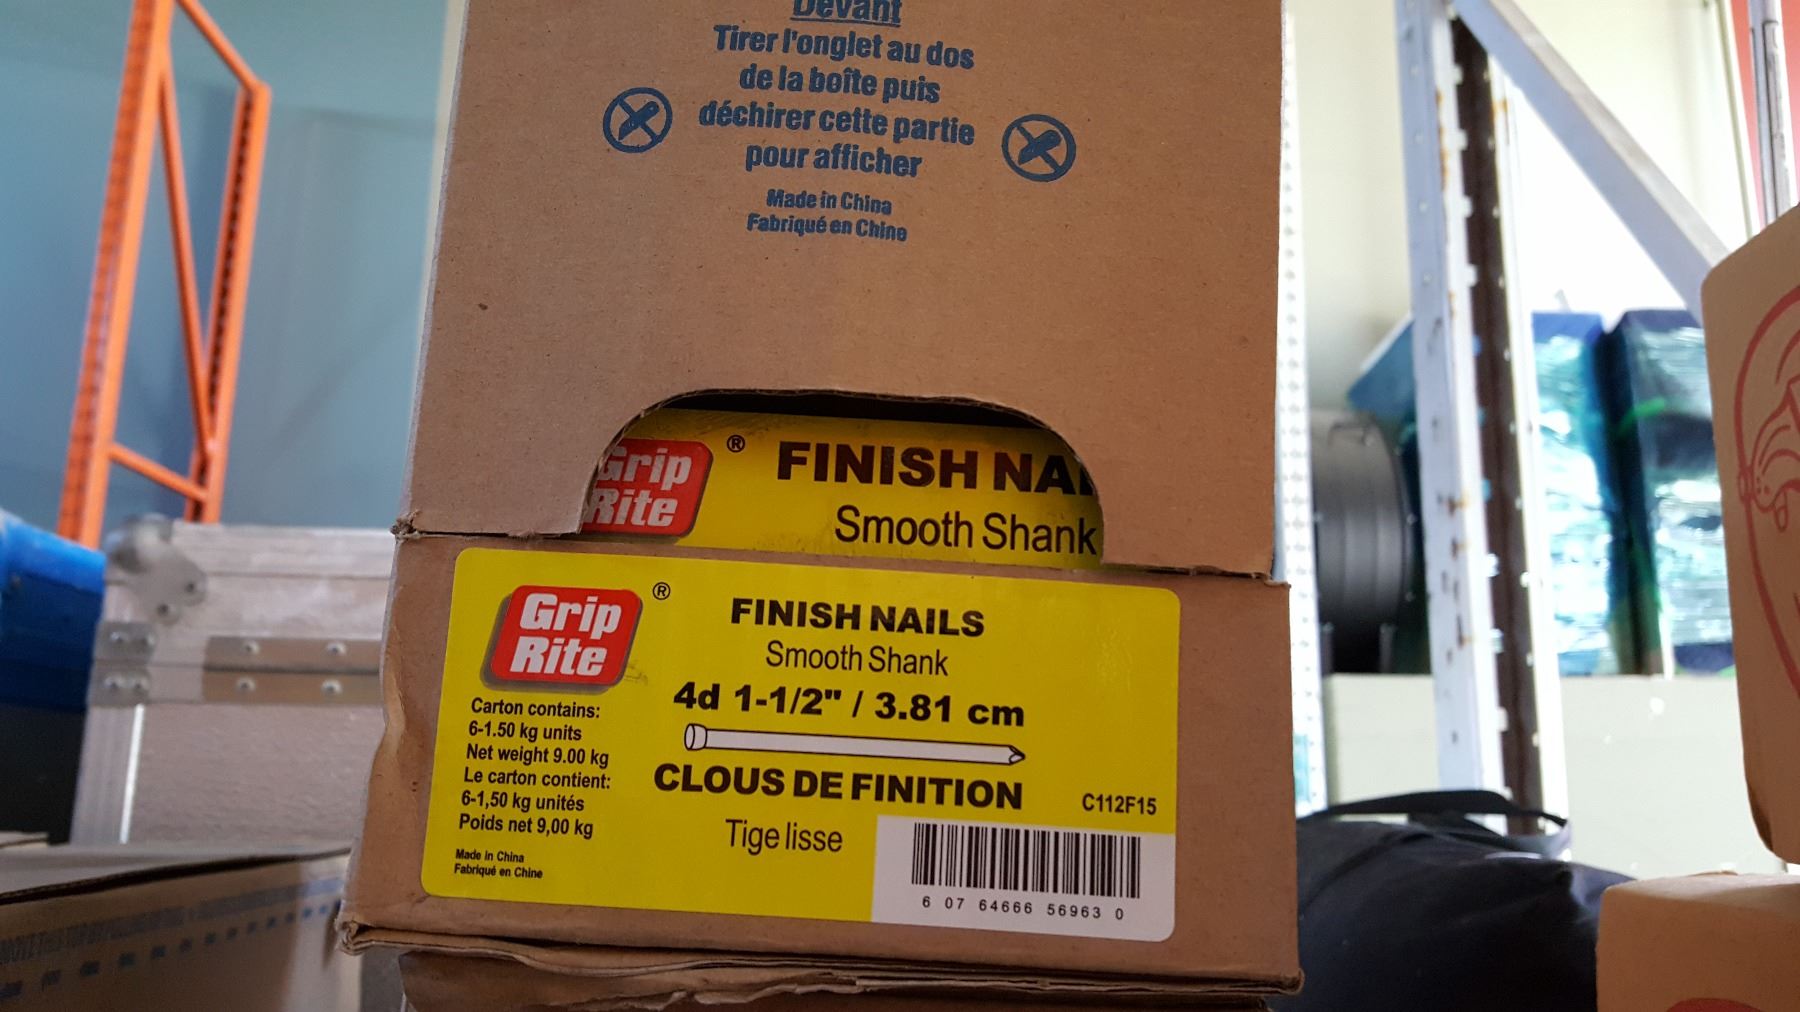 Devant
Tirer l'onglet au dos
de la boîte puis
déchirer cette partie
pour afficher
Made in China
Fabriqué en Chine
Grip
Rite
®
FINISH NAI
Smooth Shank
Grip
Rite
®
FINISH NAILS
Smooth Shank
4d 1-1/2" / 3.81 cm
Carton contains:
6-1.50 kg units
Net weight 9.00 kg
Le carton contient:
6-1,50 kg unités
Poids net 9,00 kg
Made in China
Fabriqué en Chine
CLOUS DE FINITION
Tige lisse
C112F15
6 07 64666 56963 0